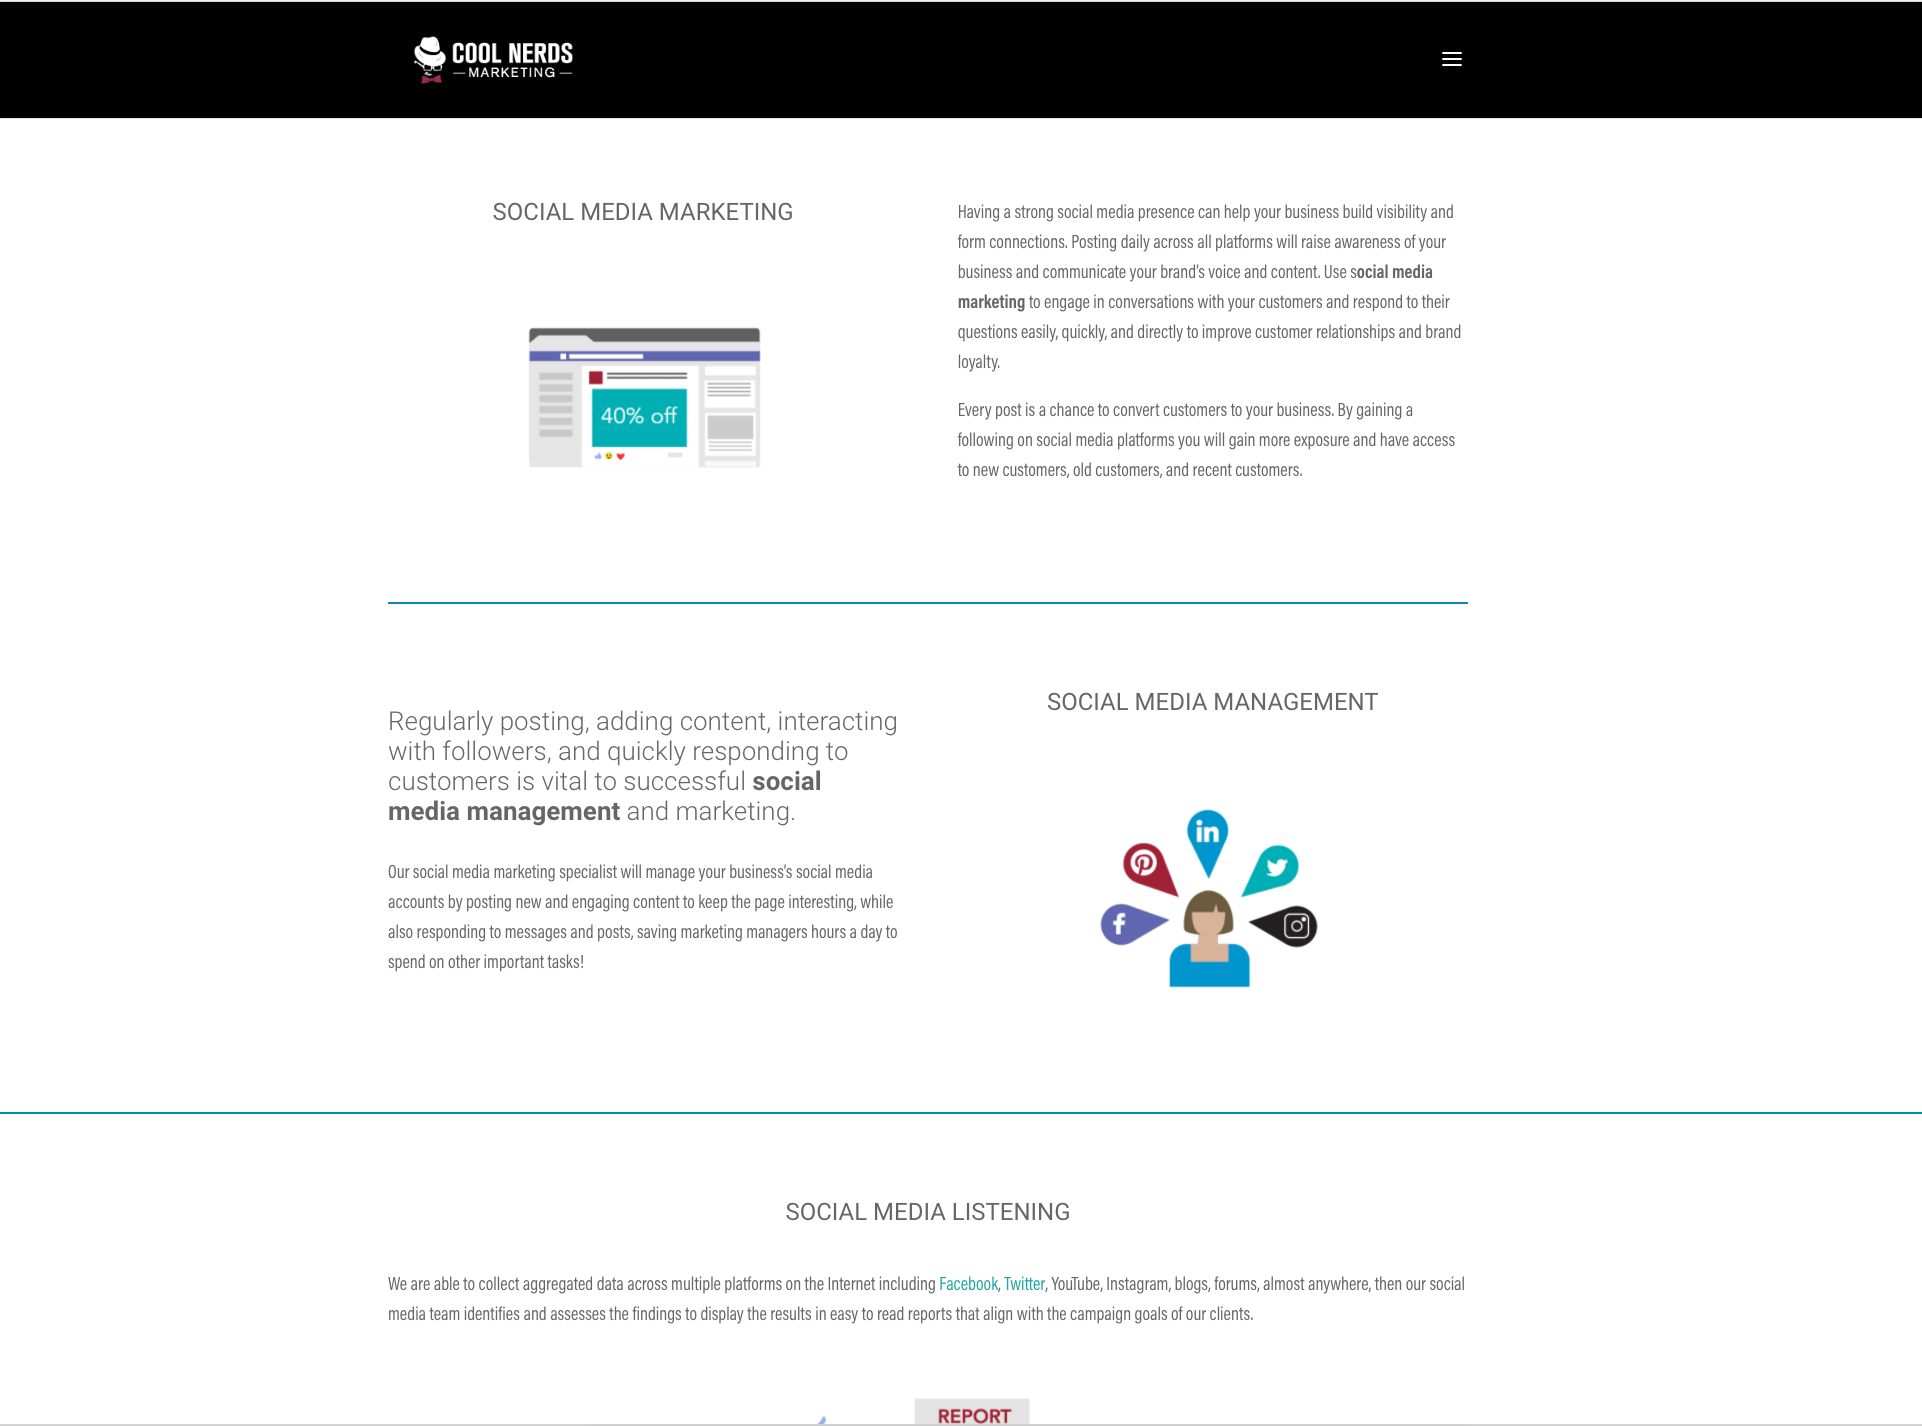 COOL NERDS
MARKETING
SOCIAL MEDIA MARKETING
40% off
Having a strong social media presence can help your business build visibility and
form connections. Posting daily across all platforms will raise awareness of your
business and communicate your brand’s voice and content. Use social media
marketing to engage in conversations with your customers and respond to their
questions easily, quickly, and directly to improve customer relationships and brand
loyalty.
Every post is a chance to convert customers to your business. By gaining a
following on social media platforms you will gain more exposure and have access
to new customers, old customers, and recent customers.
Regularly posting, adding content, interacting
with followers, and quickly responding to
customers is vital to successful social
media management and marketing.
Our social media marketing specialist will manage your business’s social media
accounts by posting new and engaging content to keep the page interesting, while
also responding to messages and posts, saving marketing managers hours a day to
spend on other important tasks!
SOCIAL MEDIA MANAGEMENT
in
f
SOCIAL MEDIA LISTENING
We are able to collect aggregated data across multiple platforms on the Internet including Facebook, Twitter, YouTube, Instagram, blogs, forums, almost anywhere, then our social
media team identifies and assesses the findings to display the results in easy to read reports that align with the campaign goals of our clients.
REPORT